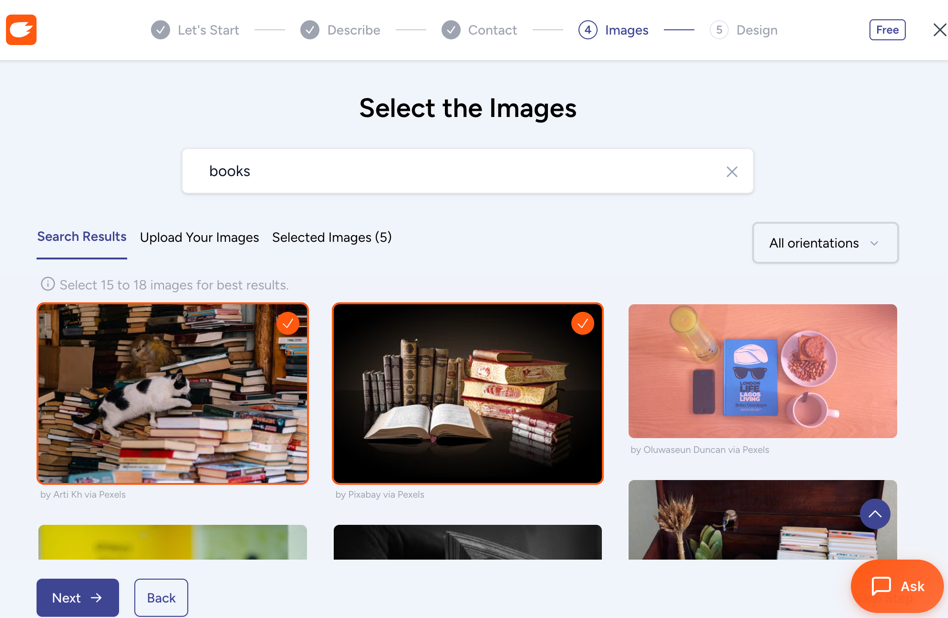 Let's Start
Describe
Contact
4 Images
5 Design
Free
Select the Images
books
Search Results
Upload Your Images
Selected Images (5)
All orientations
Select 15 to 18 images for best results.
LONDON
LIFE
LAGOS
LIVING
by Arti Kh via Pexels
by Pixabay via Pexels
by Oluwaseun Duncan via Pexels
Next
Back
Ask